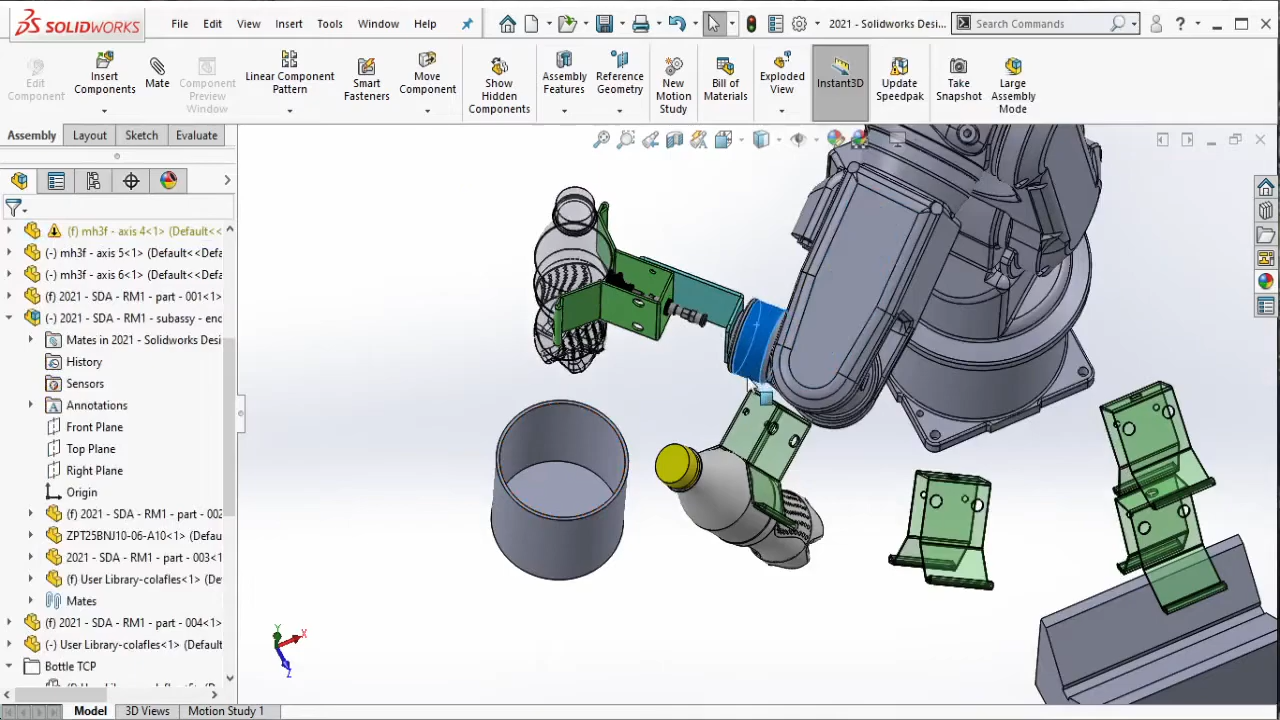 SOLIDWORKS
File Edit View Insert Tools Window Help
2021 - Solidworks Desi...
Search Commands
Edit Component
Insert Components
Mate
Component Preview Window
Linear Component Pattern
Smart Fasteners
Move Component
Show Hidden Components
Assembly Features
Reference Geometry
New Motion Study
Bill of Materials
Exploded View
Instant3D
Update Speedpak
Take Snapshot
Large Assembly Mode
Assembly Layout Sketch Evaluate
(f) mh3f - axis 4<1> (Default<<
(-) mh3f - axis 5<1> (Default<<Defa
(-) mh3f - axis 6<1> (Default<<Defa
(f) 2021 - SDA - RM1 - part - 001<1>
(-) 2021 - SDA - RM1 - subassy - enc
Mates in 2021 - Solidworks Desi
History
Sensors
Annotations
Front Plane
Top Plane
Right Plane
Origin
(f) 2021 - SDA - RM1 - part - 002
ZPT25BNJ10-06-A10<1> (Defau
2021 - SDA - RM1 - part - 003<1
(f) User Library-colafles<1> (De
Mates
(f) 2021 - SDA - RM1 - part - 004<1>
(-) User Library-colafles<1> (Default
Bottle TCP
Y
X
Z
Model 3D Views Motion Study 1